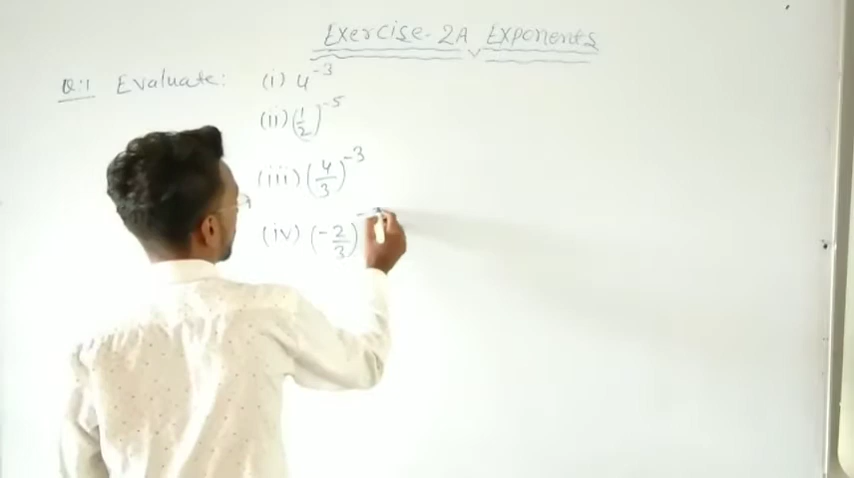 Exercise-2A Exponents
Q:1 Evaluate: (i) 4⁻³
(ii) (1/2)⁻⁵
(iii) (4/3)⁻³
(iv) (-2/3)⁻